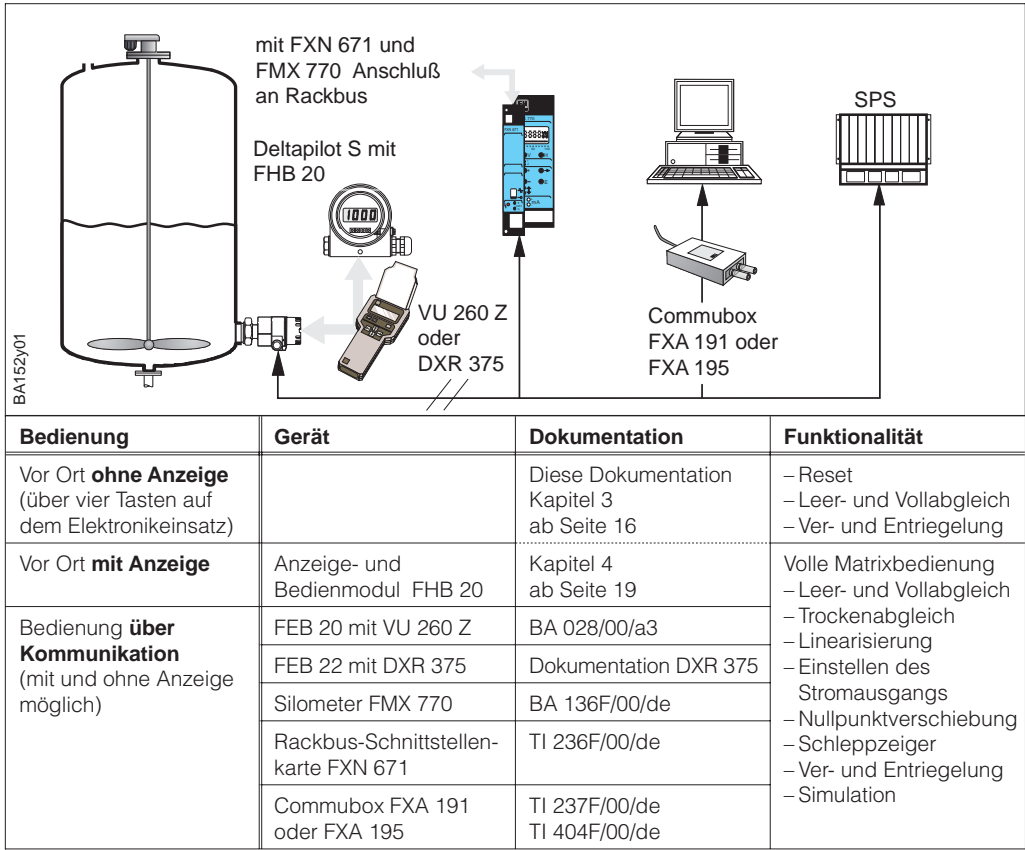 mit FXN 671 und
FMX 770 Anschluß
an Rackbus
Deltapilot S mit
FHB 20
1000
FXN 671
SPS
VU 260 Z
oder
DXR 375
Commubox
FXA 191 oder
FXA 195
BA152y01
Bedienung
Gerät
Dokumentation
Funktionalität
Vor Ort ohne Anzeige
(über vier Tasten auf
dem Elektronikeinsatz)
Diese Dokumentation
Kapitel 3
ab Seite 16
– Reset
– Leer- und Vollabgleich
– Ver- und Entriegelung
Vor Ort mit Anzeige
Anzeige- und
Bedienmodul FHB 20
Kapitel 4
ab Seite 19
Volle Matrixbedienung
– Leer- und Vollabgleich
– Trockenabgleich
– Linearisierung
– Einstellen des
Stromausgangs
– Nullpunktverschiebung
– Schleppzeiger
– Ver- und Entriegelung
– Simulation
Bedienung über
Kommunikation
(mit und ohne Anzeige
möglich)
FEB 20 mit VU 260 Z
BA 028/00/a3
FEB 22 mit DXR 375
Dokumentation DXR 375
Silometer FMX 770
BA 136F/00/de
Rackbus-Schnittstellen-
karte FXN 671
TI 236F/00/de
Commubox FXA 191
oder FXA 195
TI 237F/00/de
TI 404F/00/de